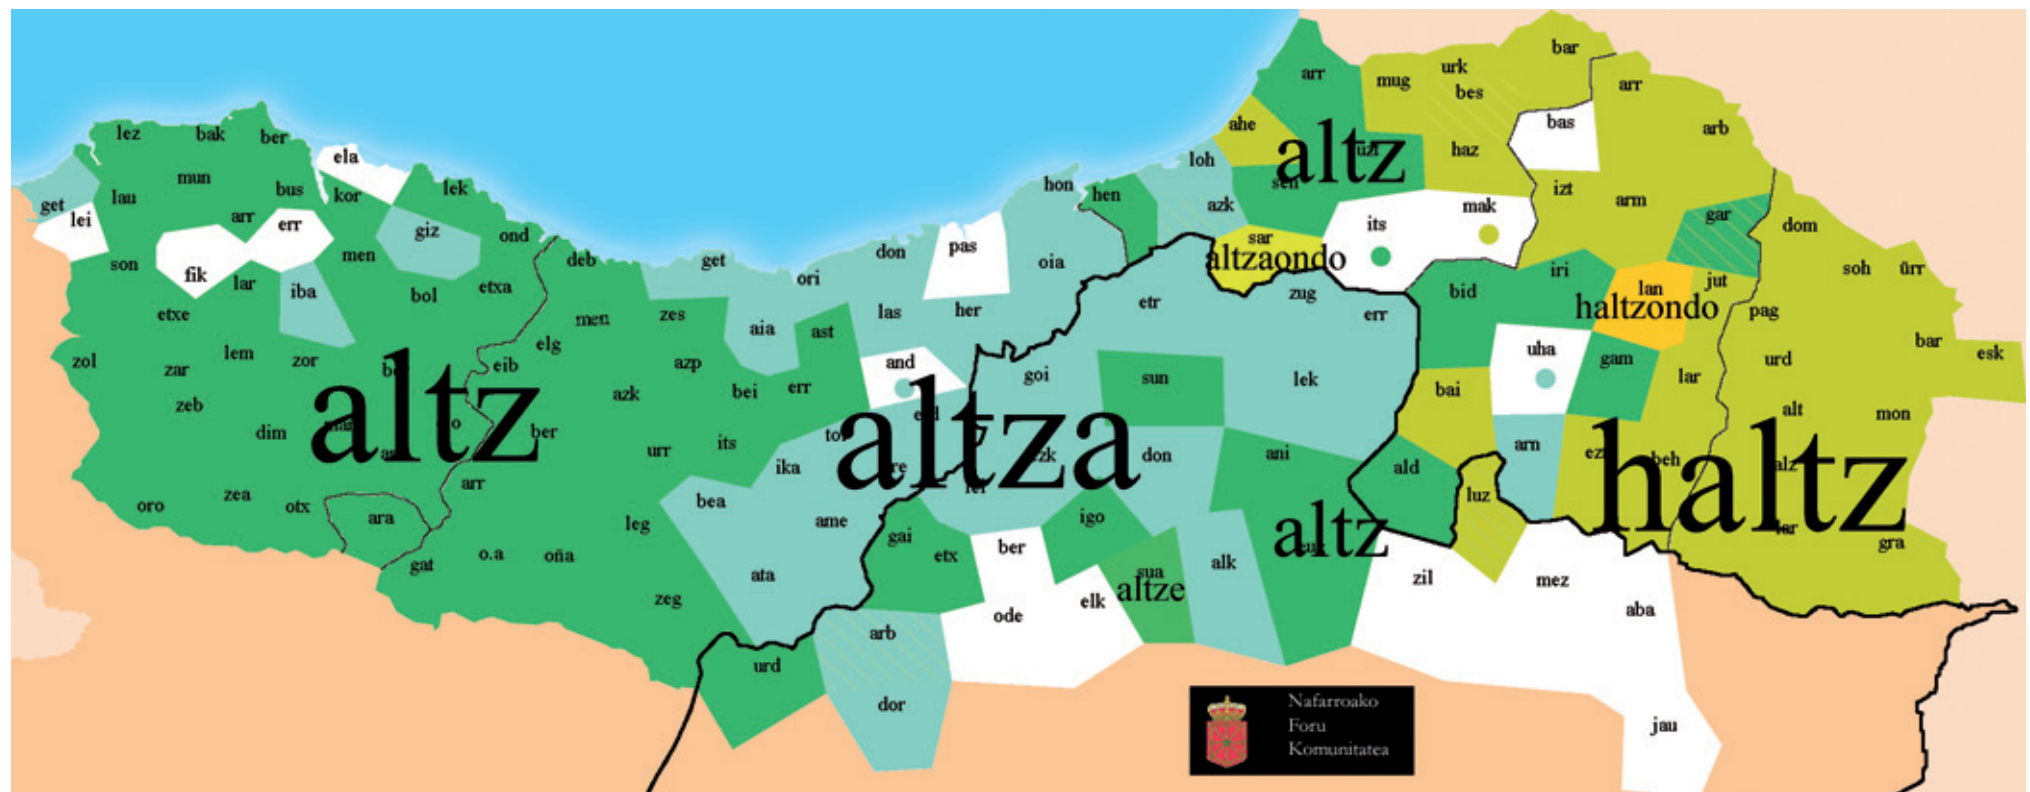 bar
urk
mug
arr
bes
arr
ahe
bas
arb
lez
bak
ber
altz
haz
ela
loh
mun
lau
bus
kor
lek
hon
hen
izt
arm
get
lei
arr
err
giz
azk
its
mak
gar
dom
ond
sar
don
pas
son
men
deb
get
ori
oia
altzaondo
iri
soh
ürr
fik
lar
iba
bol
etxa
zug
bid
lan
jut
etxe
men
zes
aia
ast
las
her
etr
err
haltzondo
pag
zol
zar
lem
zor
elg
eib
azp
and
goi
sun
lek
uha
gam
lar
urd
bar
esk
zeb
dim
azk
bei
err
bai
alt
mon
altz
ber
urr
its
altza
ika
don
ani
ald
arn
haltz
oro
zea
otx
ara
arr
leg
bea
ame
igo
luz
gat
o.a
oña
ata
gai
etx
ber
altz
gra
zeg
ode
elk
sua
altze
alk
zil
mez
aba
urd
arb
dor
jau
Nafarroako
Foru
Komunitatea